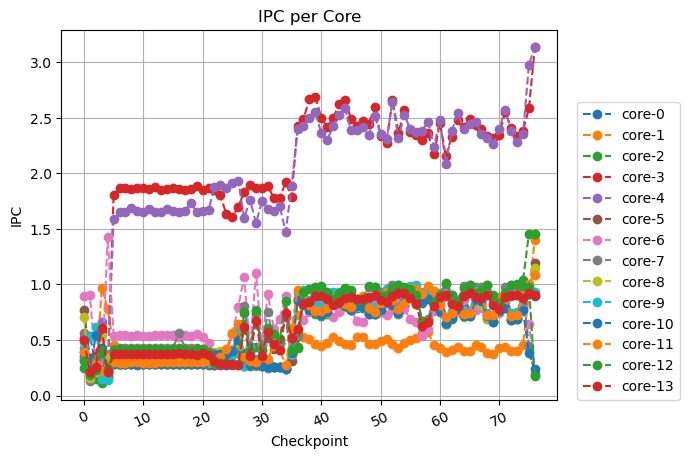 IPC per Core
IPC
3.0
2.5
2.0
1.5
1.0
0.5
0.0
0
10
20
30
40
50
60
70
Checkpoint
core-0
core-1
core-2
core-3
core-4
core-5
core-6
core-7
core-8
core-9
core-10
core-11
core-12
core-13